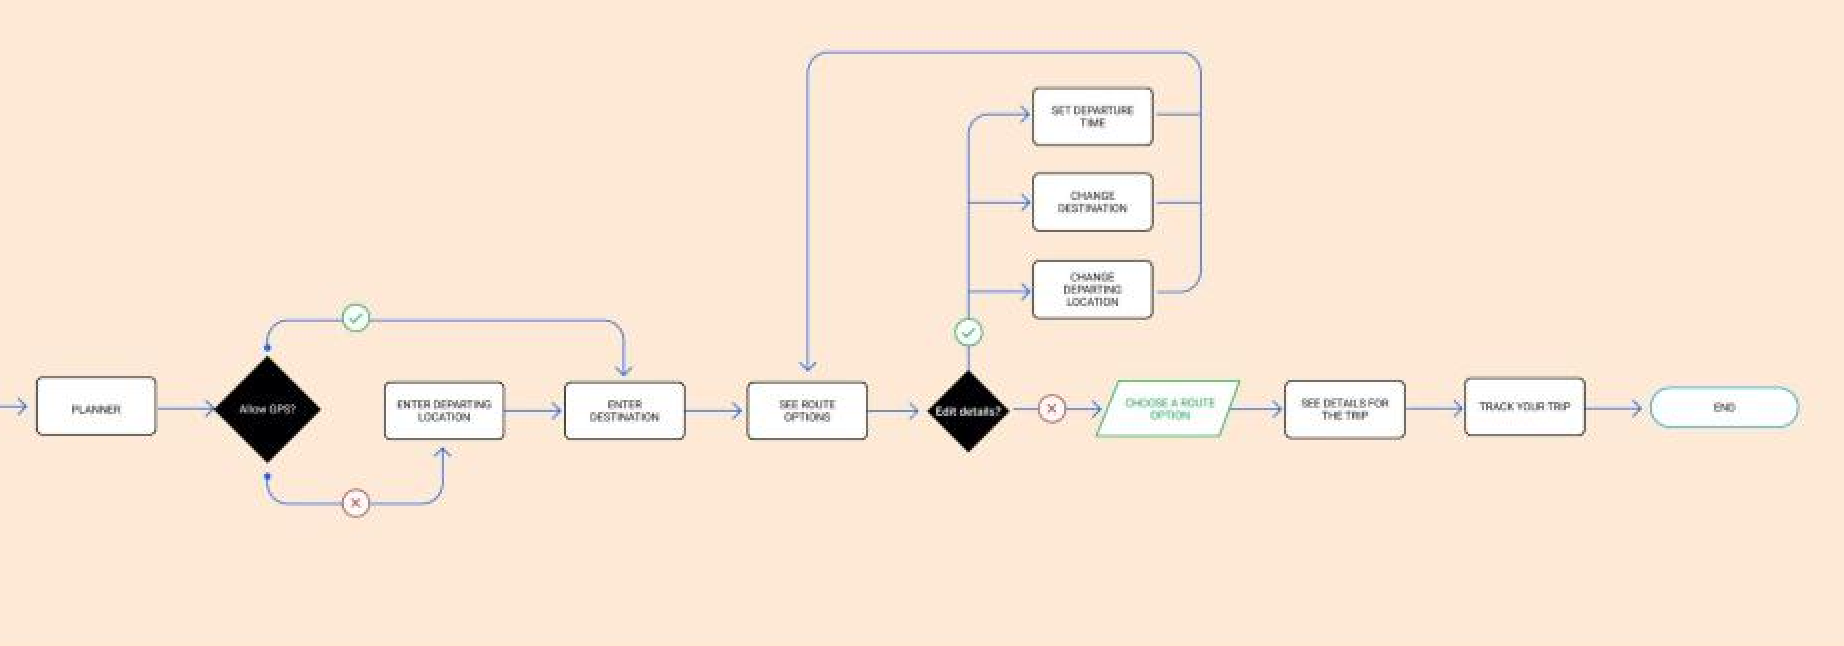 SET DEPARTURE
TIME
CHANGE
DESTINATION
CHANGE
DEPARTING
LOCATION
PLANNER
Allow GPS?
ENTER DEPARTING
LOCATION
ENTER
DESTINATION
SEE ROUTE
OPTIONS
Edit details?
CHOOSE A ROUTE
OPTION
SEE DETAILS FOR
THE TRIP
TRACK YOUR TRIP
END